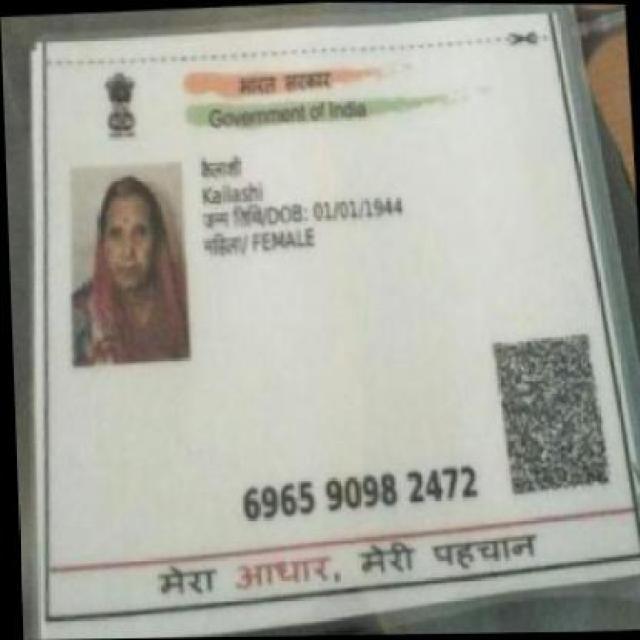 भारत सरकार
Government of India
कैलाशी
Kailashi
जन्म तिथि/DOB: 01/01/1944
महिला/ FEMALE
6965 9098 2472
मेरा आधार, मेरी पहचान